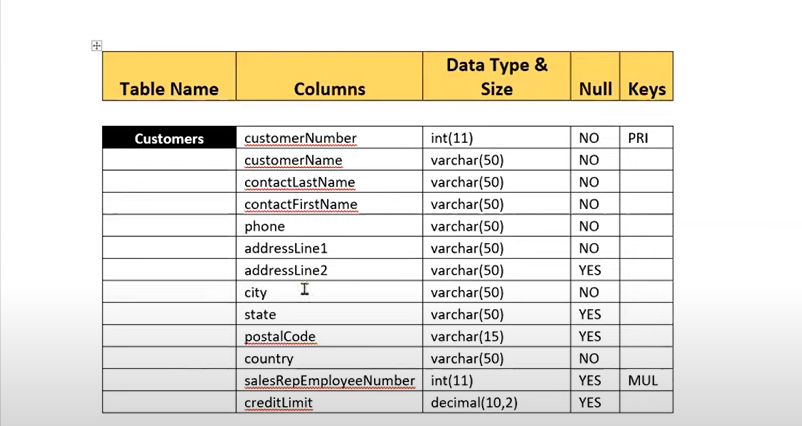 Table Name Columns Data Type & Size Null Keys
Customers customerNumber int(11) NO PRI
customerName varchar(50) NO
contactLastName varchar(50) NO
contactFirstName varchar(50) NO
phone varchar(50) NO
addressLine1 varchar(50) NO
addressLine2 varchar(50) YES
city varchar(50) NO
state varchar(50) YES
postalCode varchar(15) YES
country varchar(50) NO
salesRepEmployeeNumber int(11) YES MUL
creditLimit decimal(10,2) YES